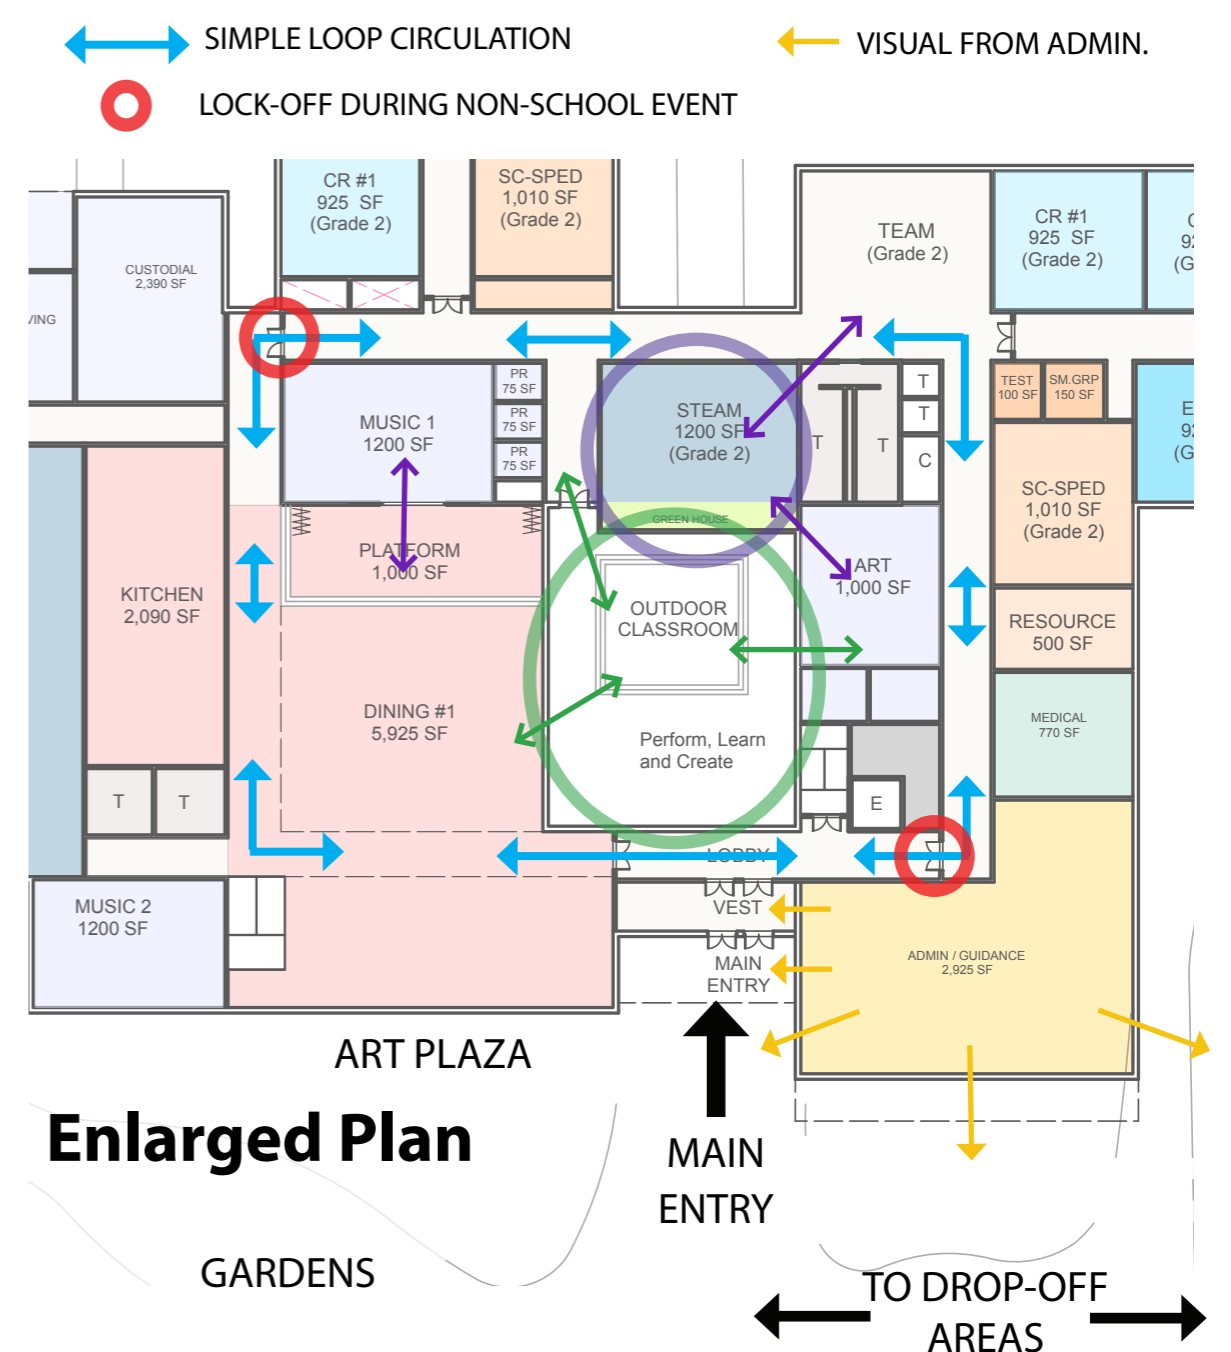 SIMPLE LOOP CIRCULATION
VISUAL FROM ADMIN.
LOCK-OFF DURING NON-SCHOOL EVENT
CR #1
925 SF
(Grade 2)
SC-SPED
1,010 SF
(Grade 2)
TEAM
(Grade 2)
CR #1
925 SF
(Grade 2)
CUSTODIAL
2,390 SF
MUSIC 1
1200 SF
PR
75 SF
PR
75 SF
PR
75 SF
STEAM
1200 SF
(Grade 2)
GREEN HOUSE
T
T
T
T
C
TEST
100 SF
SM.GRP
150 SF
SC-SPED
1,010 SF
(Grade 2)
PLATFORM
1,000 SF
ART
1,000 SF
KITCHEN
2,090 SF
OUTDOOR
CLASSROOM
RESOURCE
500 SF
DINING #1
5,925 SF
Perform, Learn
and Create
MEDICAL
770 SF
T
T
E
LOBBY
MUSIC 2
1200 SF
VEST
MAIN
ENTRY
ADMIN / GUIDANCE
2,925 SF
ART PLAZA
Enlarged Plan
MAIN
ENTRY
GARDENS
TO DROP-OFF
AREAS